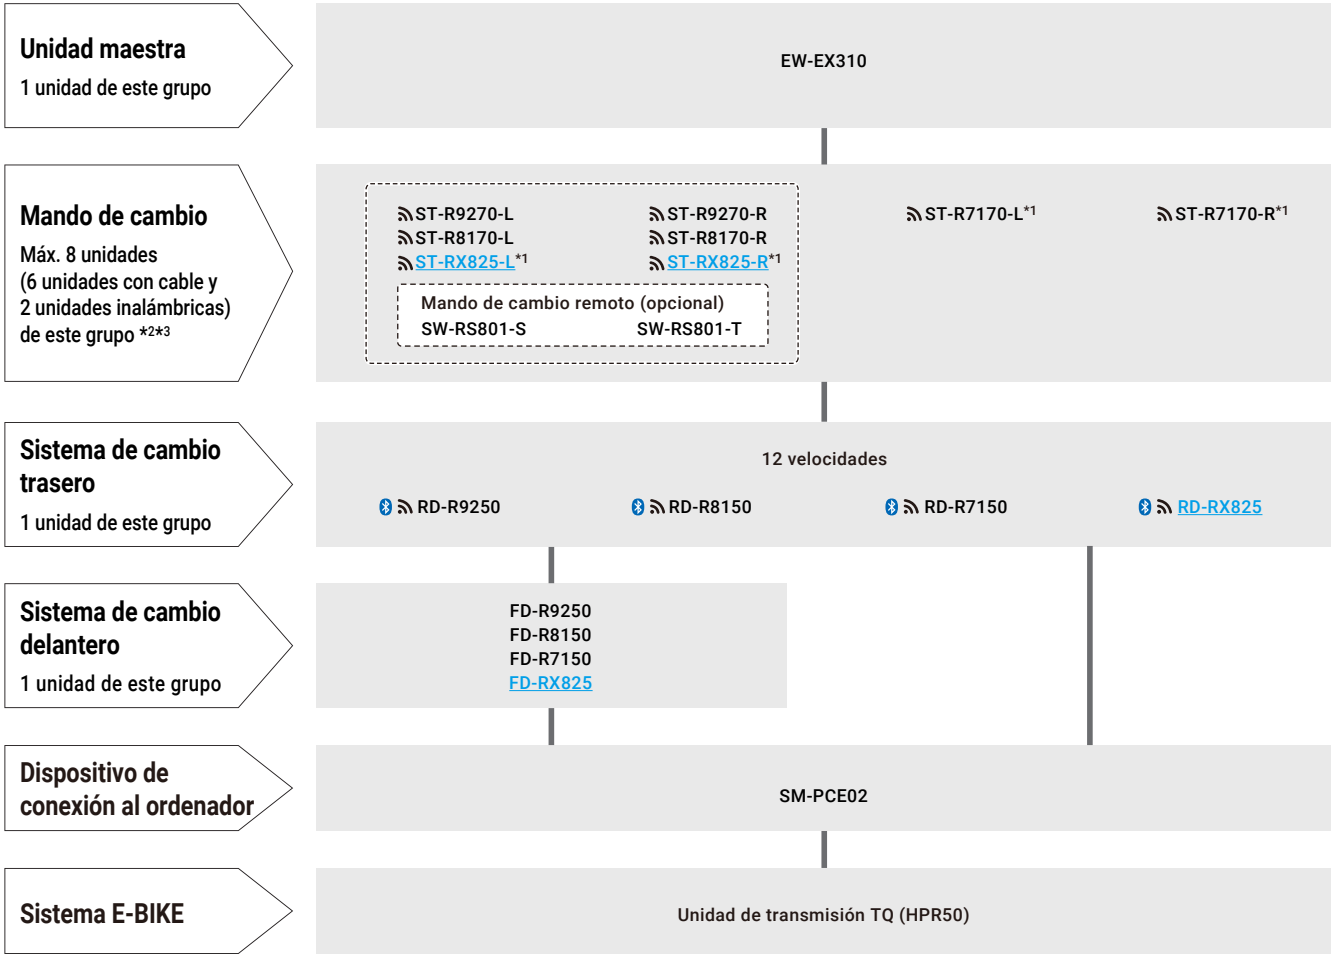 Unidad maestra
1 unidad de este grupo
EW-EX310
Mando de cambio
Máx. 8 unidades
(6 unidades con cable y
2 unidades inalámbricas)
de este grupo *2*3
ST-R9270-L
ST-R9270-R
ST-R7170-L*1
ST-R7170-R*1
ST-R8170-L
ST-R8170-R
ST-RX825-L*1
ST-RX825-R*1
Mando de cambio remoto (opcional)
SW-RS801-S
SW-RS801-T
Sistema de cambio
trasero
1 unidad de este grupo
12 velocidades
RD-R9250
RD-R8150
RD-R7150
RD-RX825
Sistema de cambio
delantero
1 unidad de este grupo
FD-R9250
FD-R8150
FD-R7150
FD-RX825
Dispositivo de
conexión al ordenador
SM-PCE02
Sistema E-BIKE
Unidad de transmisión TQ (HPR50)